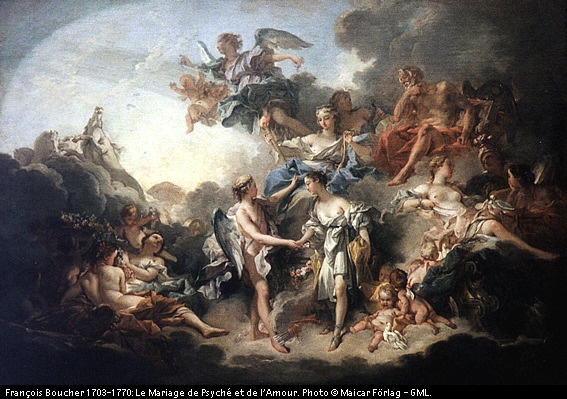 François Boucher 1703-1770: Le Mariage de Psyché et de l'Amour. Photo © Maicar Förlag - GML.